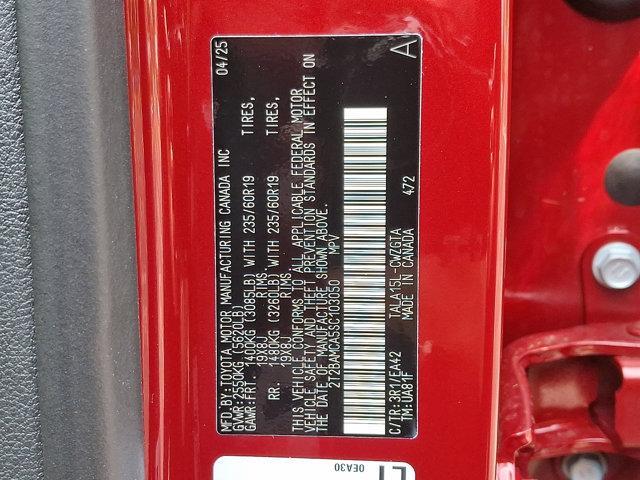 MFD.BY:TOYOTA MOTOR MANUFACTURING CANADA INC 04/25
GVWR:2550KG (5620LB)
GAWR:FRT 1400KG (3085LB) WITH 235/60R19 TIRES,
19X8J RIMS
RR. 1480KG (3260LB) WITH 235/60R19 TIRES,
19X8J RIMS
THIS VEHICLE CONFORMS TO ALL APPLICABLE FEDERAL MOTOR
VEHICLE SAFETY AND THEFT PREVENTION STANDARDS IN EFFECT ON
THE DATE OF MANUFACTURE SHOWN ABOVE.
2T2BAMCA5SC103050 MPV
C/TR:3R1/EA42 TALA15L-CWZGTA 472
TM:UA81F MADE IN CANADA
A
0EA30